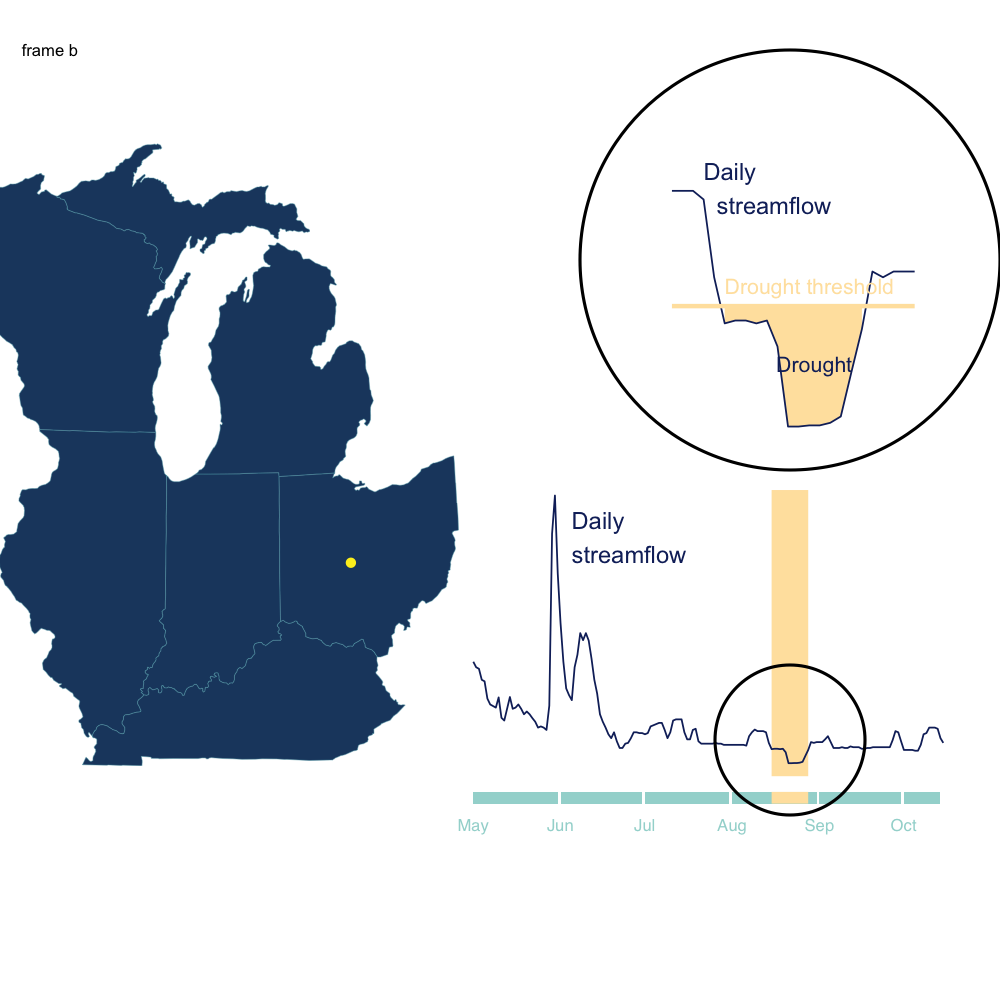 frame b
Daily
streamflow
Drought threshold
Drought
Daily
streamflow
May Jun Jul Aug Sep Oct